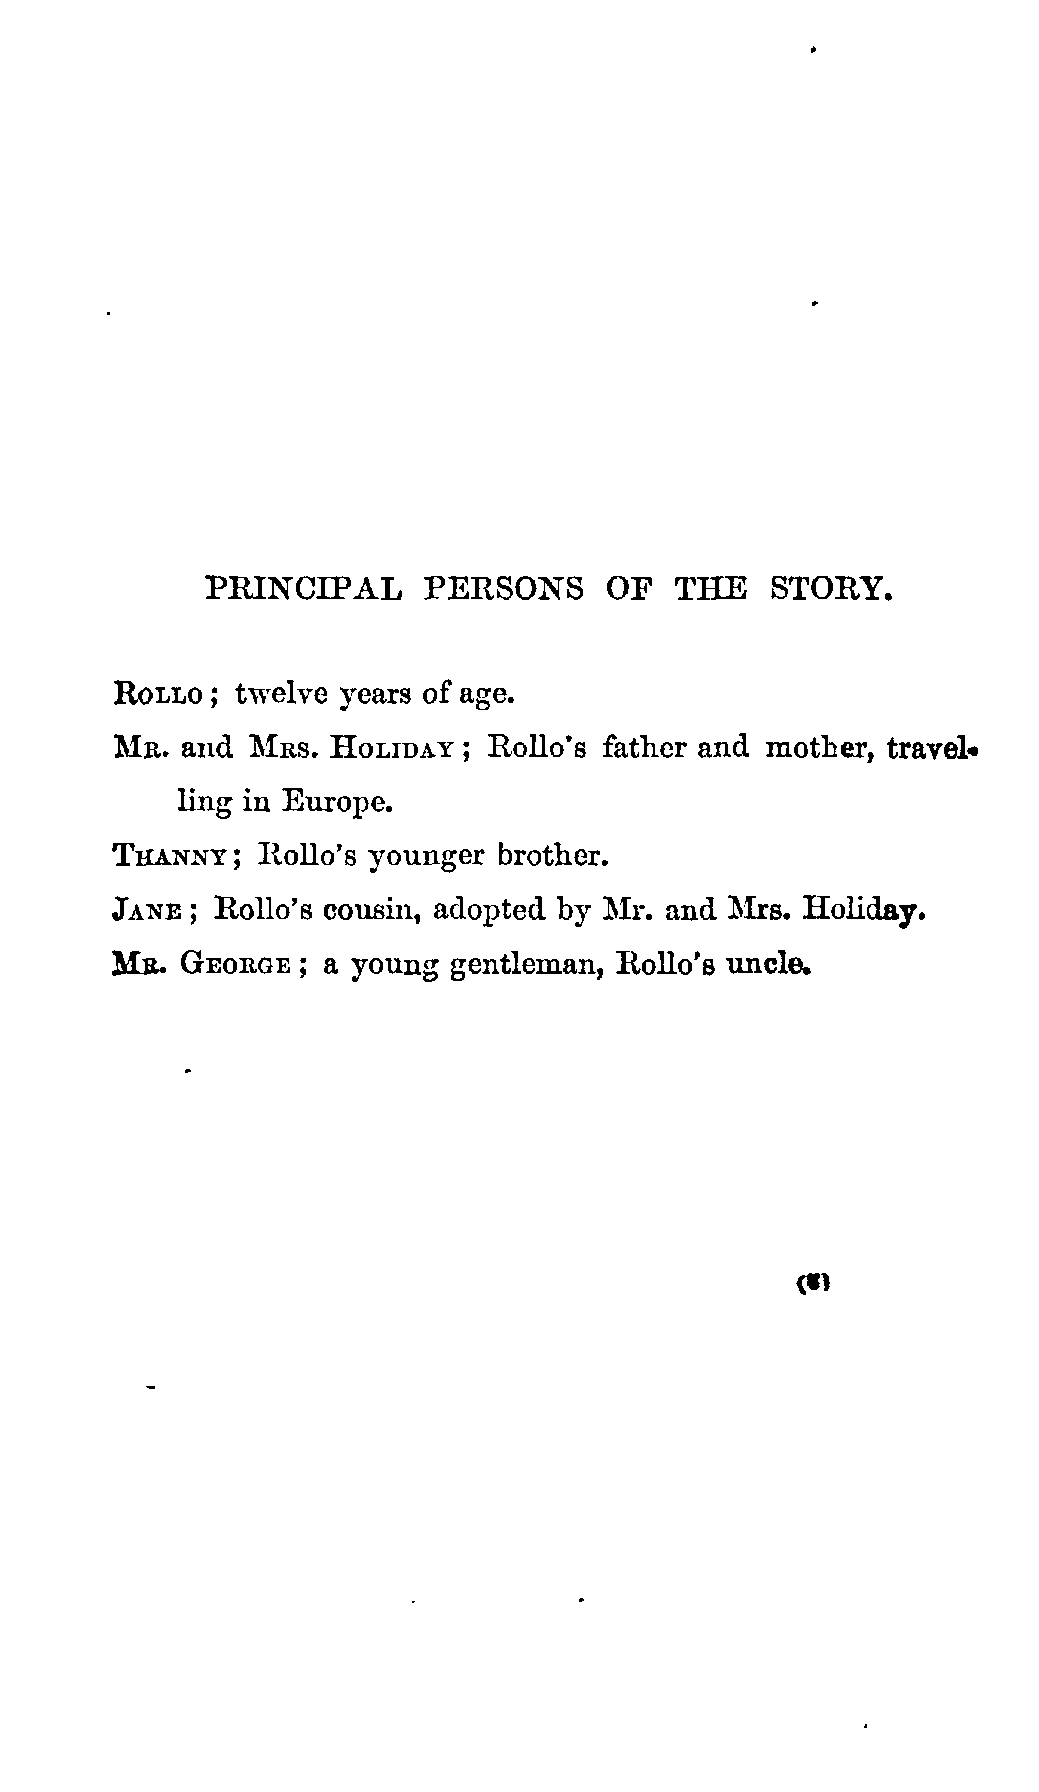 PRINCIPAL PERSONS OF THE STORY.
ROLLO; twelve years of age.
MR. and MRS. HOLIDAY; Rollo's father and mother, travel-
ling in Europe.
THANNY; Rollo's younger brother.
JANE; Rollo's cousin, adopted by Mr. and Mrs. Holiday.
MR. GEORGE; a young gentleman, Rollo's uncle.